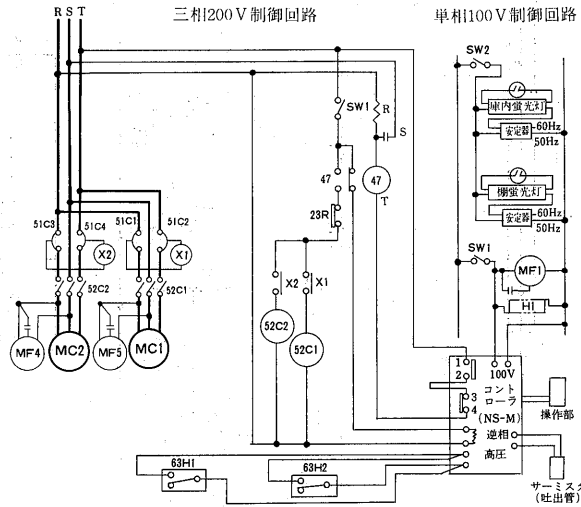 三相200V制御回路
単相100V制御回路
R S T
SW1
R
S
47
47
T
23R
51C3
51C4
51C1
51C2
X2
X1
52C2
52C1
X2
X1
52C2
52C1
MF4
MC2
MF5
MC1
SW2
庫内蛍光灯
安定器
60Hz
50Hz
棚蛍光灯
安定器
60Hz
50Hz
SW1
MF1
H1
1
2
100V
コント
ローラ
3
4
(NS-M)
逆相
高圧
操作部
サーミスタ
(吐出管)
63H1
63H2